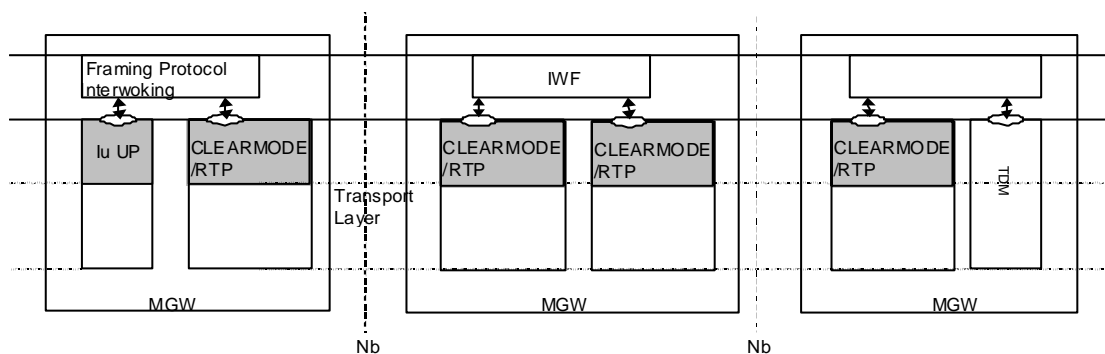 Framing Protocol
nterwoking
IWF
Iu UP
CLEARMODE
/RTP
CLEARMODE
/RTP
CLEARMODE
/RTP
CLEARMODE
/RTP
TDM
Transport
Layer
MGW
MGW
MGW
Nb
Nb